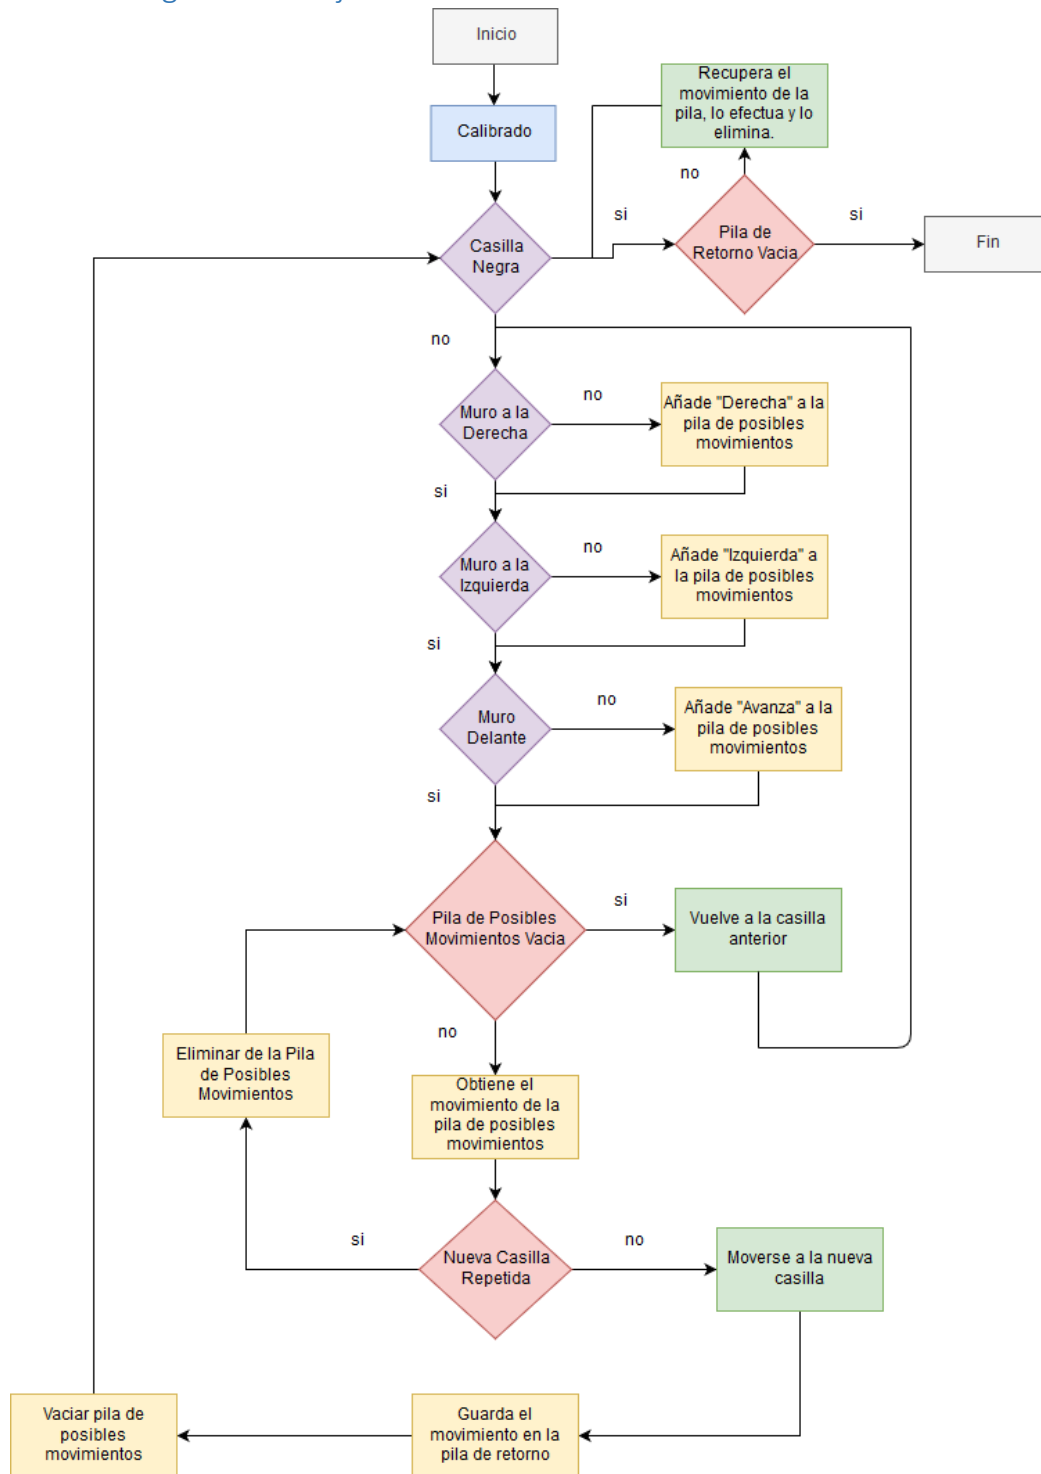 Inicio
Recupera el
movimiento de la
pila, lo efectua y lo
elimina.
Calibrado
no
si
si
Pila de
Retorno Vacia
Fin
Casilla
Negra
no
Muro a la
Derecha
no
Añade "Derecha" a la
pila de posibles
movimientos
si
Muro a la
Izquierda
no
Añade "Izquierda" a
la pila de posibles
movimientos
si
Muro
Delante
no
Añade "Avanza" a la
pila de posibles
movimientos
si
Pila de Posibles
Movimientos Vacia
si
Vuelve a la casilla
anterior
no
Eliminar de la Pila
de Posibles
Movimientos
Obtiene el
movimiento de la
pila de posibles
movimientos
si
Nueva Casilla
Repetida
no
Moverse a la nueva
casilla
Vaciar pila de
posibles
movimientos
Guarda el
movimiento en la
pila de retorno